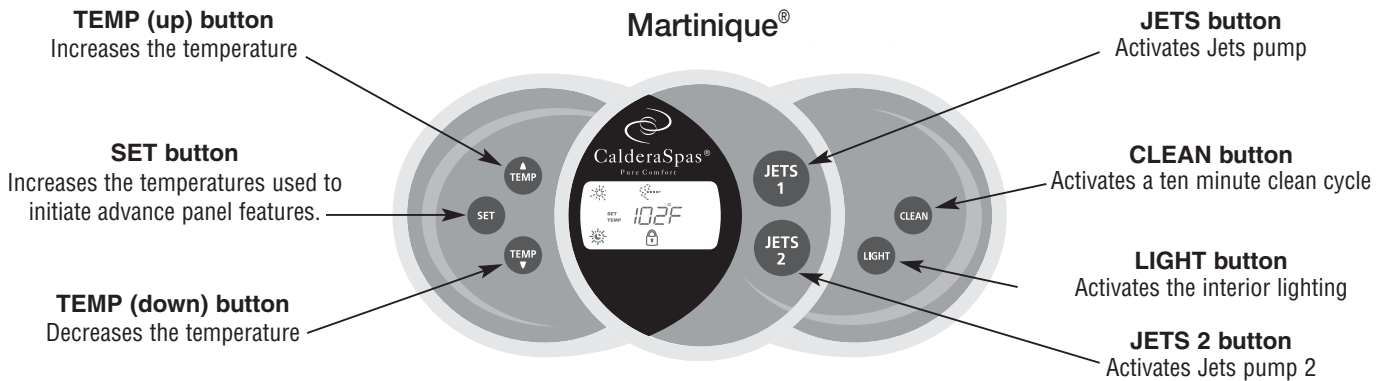 Martinique®
TEMP (up) button
Increases the temperature
SET button
Increases the temperatures used to
initiate advance panel features.
TEMP (down) button
Decreases the temperature
TEMP
SET
TEMP
CalderaSpas®
Pure Comfort
SET
TEMP
102°F
JETS
1
JETS
2
CLEAN
LIGHT
JETS button
Activates Jets pump
CLEAN button
Activates a ten minute clean cycle
LIGHT button
Activates the interior lighting
JETS 2 button
Activates Jets pump 2